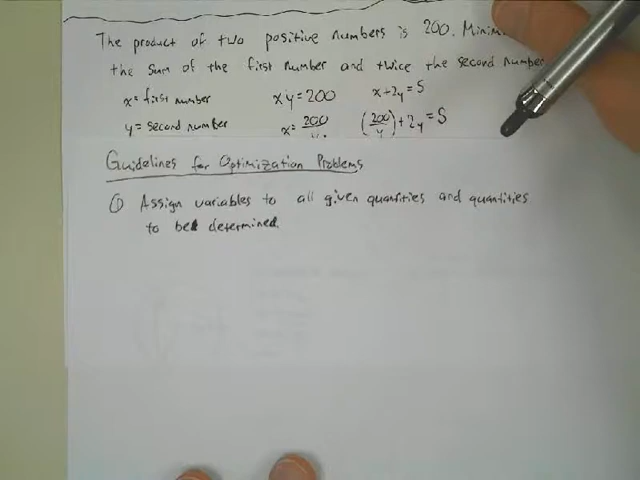 The product of two positive numbers is 200. Minim
the sum of the first number and twice the second number
x = first number xy = 200 x + 2y = S
y = second number x = 200/y (200/y) + 2y = S
Guidelines for Optimization Problems
① Assign variables to all given quantities and quantities
to be determined.